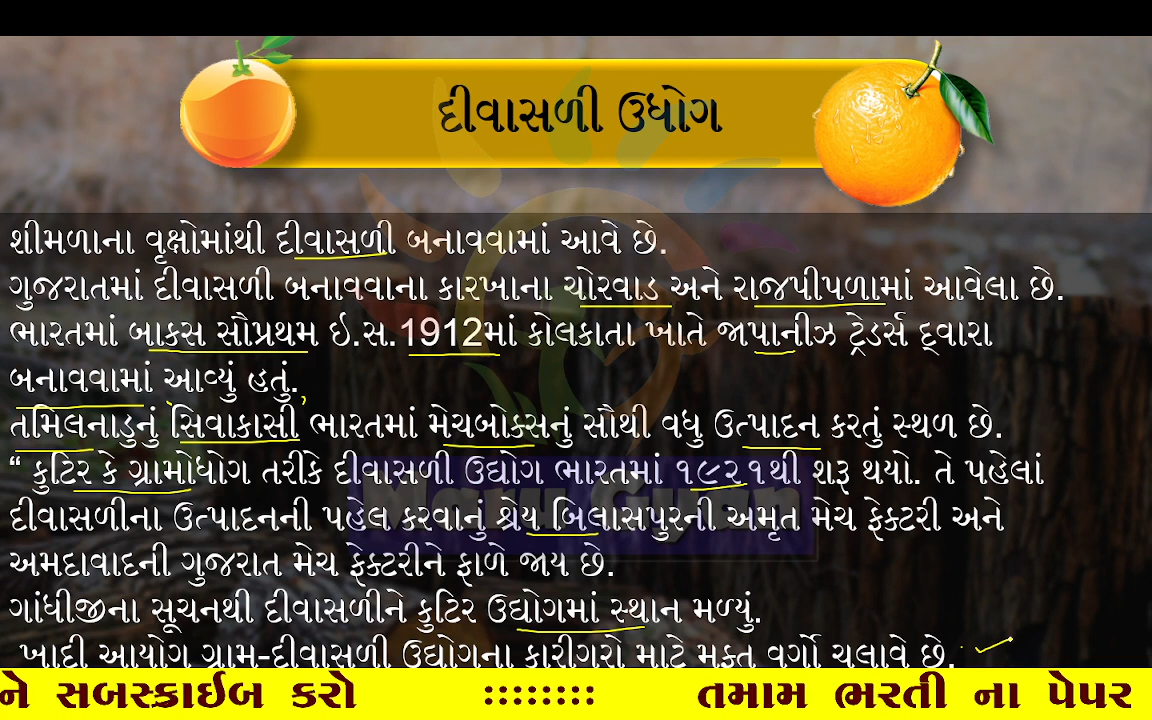 દીવાસળી ઉધોગ
શીમળાના વૃક્ષોમાંથી દીવાસળી બનાવવામાં આવે છે.
ગુજરાતમાં દીવાસળી બનાવવાના કારખાના ચોરવાડ અને રાજપીપળામાં આવેલા છે.
ભારતમાં બાકસ સૌપ્રથમ ઇ.સ.1912માં કોલકાતા ખાતે જાપાનીઝ ટ્રેડર્સ દ્વારા
બનાવવામાં આવ્યું હતું.
તમિલનાડુનું સિવાકાસી ભારતમાં મેચબોક્સનું સૌથી વધુ ઉત્પાદન કરતું સ્થળ છે.
“ કુટિર કે ગ્રામોધોગ તરીકે દીવાસળી ઉદ્યોગ ભારતમાં ૧૯૨૧થી શરૂ થયો. તે પહેલાં
દીવાસળીના ઉત્પાદનની પહેલ કરવાનું શ્રેય બિલાસપુરની અમૃત મેચ ફેક્ટરી અને
અમદાવાદની ગુજરાત મેચ ફેક્ટરીને ફાળે જાય છે.
ગાંધીજીના સૂચનથી દીવાસળીને કુટિર ઉદ્યોગમાં સ્થાન મળ્યું.
ખાદી આયોગ ગ્રામ-દીવાસળી ઉદ્યોગના કારીગરો માટે મફત વર્ગો ચલાવે છે.
Maru Gyan
ને સબસ્ક્રાઈબ કરો :::::::: તમામ ભરતી ના પેપર